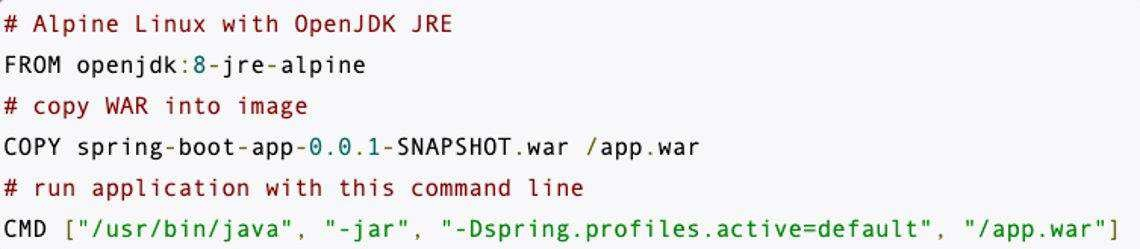 # Alpine Linux with OpenJDK JRE
FROM openjdk:8-jre-alpine
# copy WAR into image
COPY spring-boot-app-0.0.1-SNAPSHOT.war /app.war
# run application with this command line
CMD ["/usr/bin/java", "-jar", "-Dspring.profiles.active=default", "/app.war"]